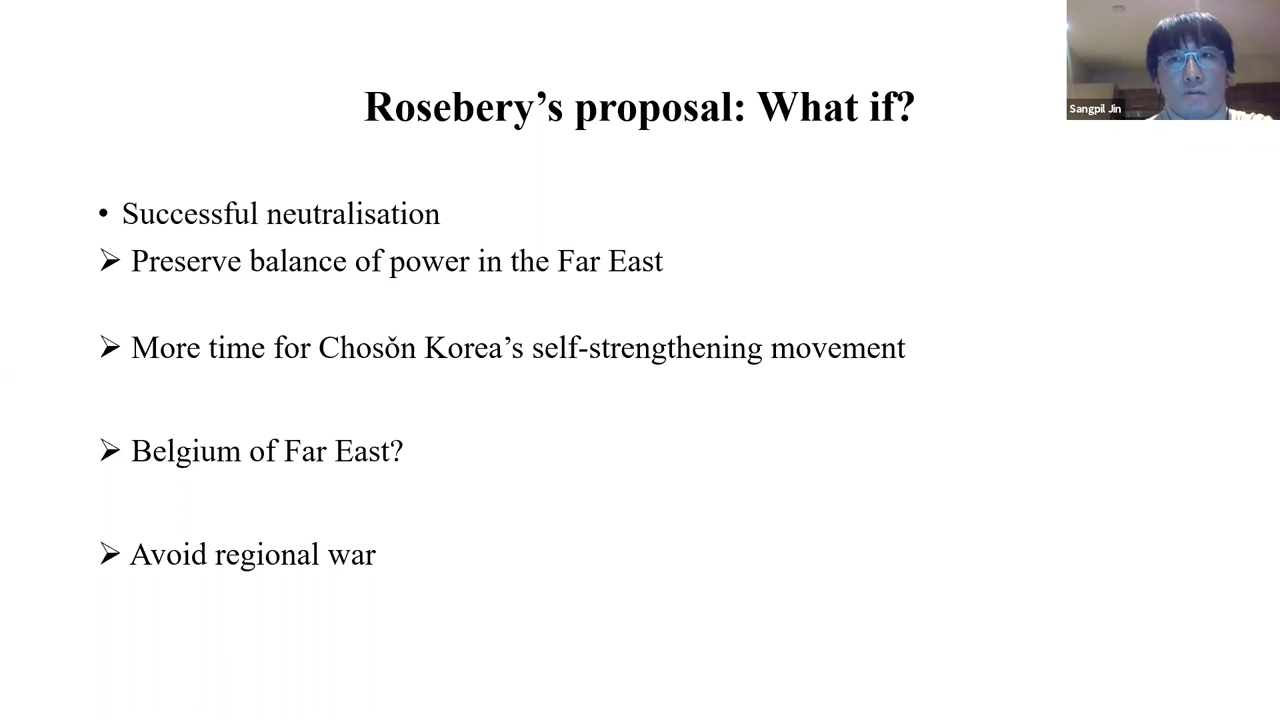 Rosebery’s proposal: What if?
Sangpil Jin
• Successful neutralisation
➢ Preserve balance of power in the Far East
➢ More time for Chosǒn Korea’s self-strengthening movement
➢ Belgium of Far East?
➢ Avoid regional war